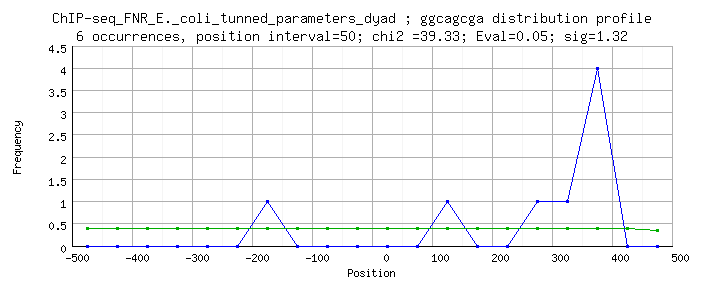 ChIP-seq_FNR_E._coli_tunned_parameters_dyad ; ggcagcga distribution profile
6 occurrences, position interval=50; chi2 =39.33; Eval=0.05; sig=1.32
4.5
4
3.5
3
2.5
2
1.5
1
0.5
0
Frequency
-500 -400 -300 -200 -100 0 100 200 300 400 500
Position